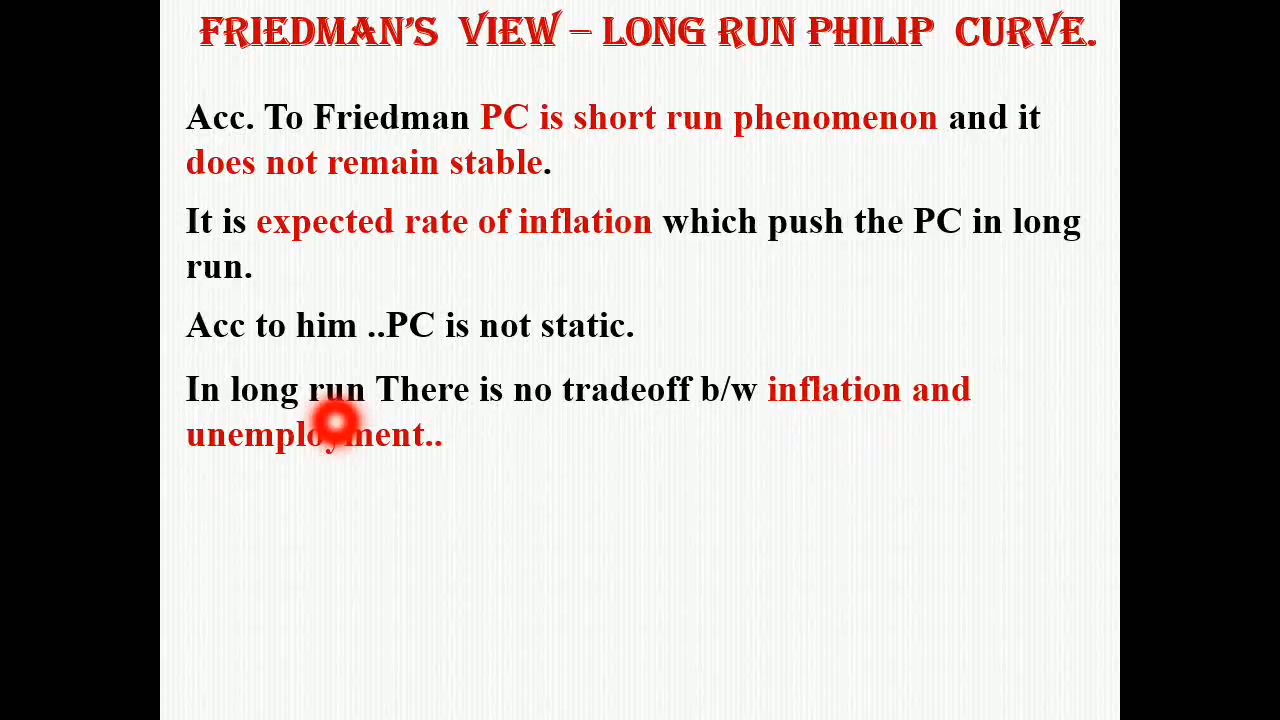 FRIEDMAN'S VIEW – LONG RUN PHILIP CURVE.
Acc. To Friedman PC is short run phenomenon and it
does not remain stable.
It is expected rate of inflation which push the PC in long
run.
Acc to him ..PC is not static.
In long run There is no tradeoff b/w inflation and
unemployment..